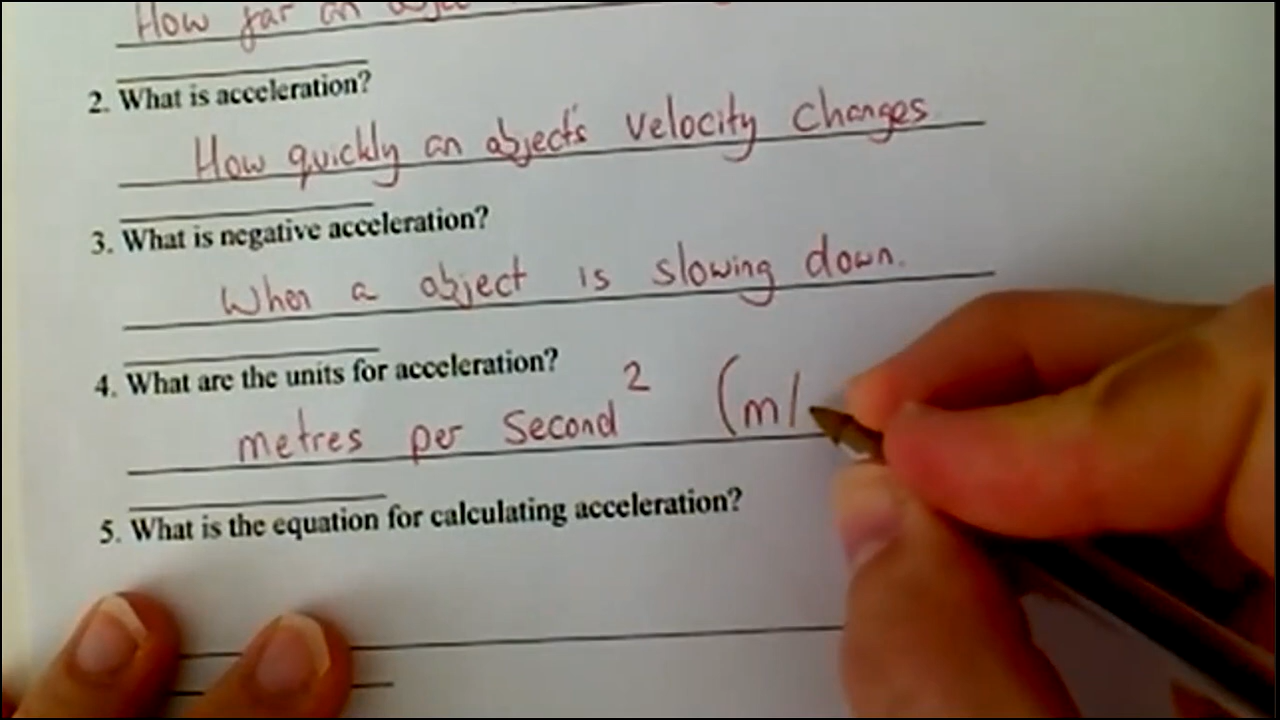 How far an
2. What is acceleration?
How quickly an object's velocity changes
3. What is negative acceleration?
When a object is slowing down.
4. What are the units for acceleration?
metres per second² (m/
5. What is the equation for calculating acceleration?